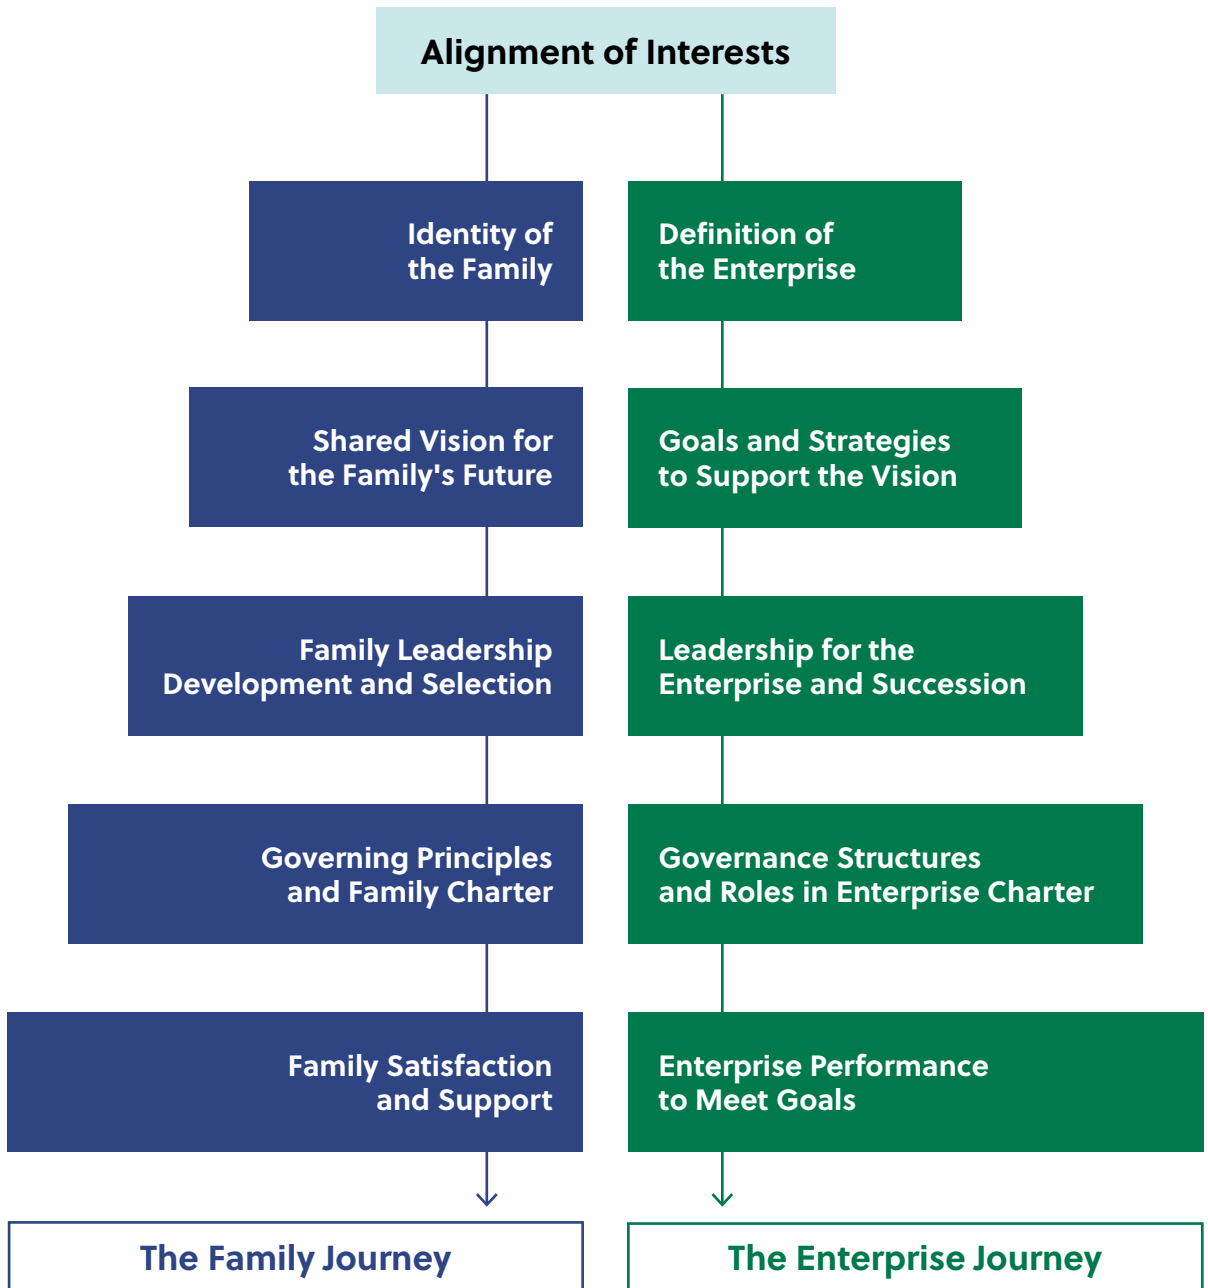 Alignment of Interests
Identity of
the Family
Definition of
the Enterprise
Shared Vision for
the Family's Future
Goals and Strategies
to Support the Vision
Family Leadership
Development and Selection
Leadership for the
Enterprise and Succession
Governing Principles
and Family Charter
Governance Structures
and Roles in Enterprise Charter
Family Satisfaction
and Support
Enterprise Performance
to Meet Goals
The Family Journey
The Enterprise Journey